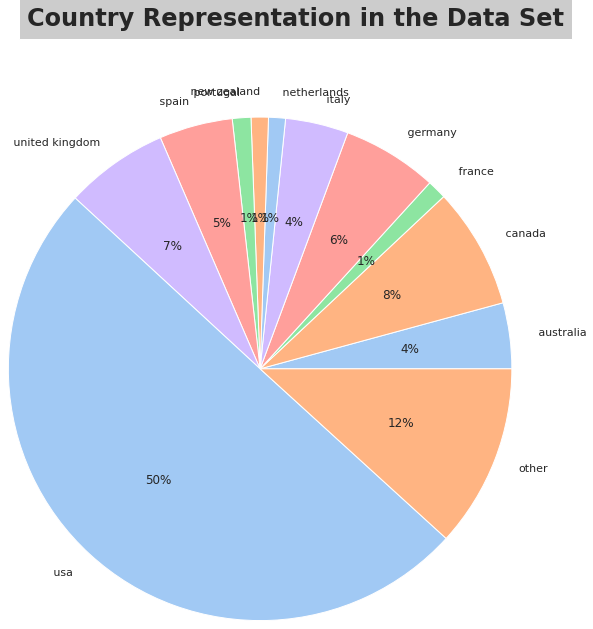 Country Representation in the Data Set
new zealand
portugal
netherlands
italy
spain
germany
united kingdom
france
canada
australia
other
usa
1%
1%
1%
4%
5%
6%
7%
1%
8%
4%
12%
50%